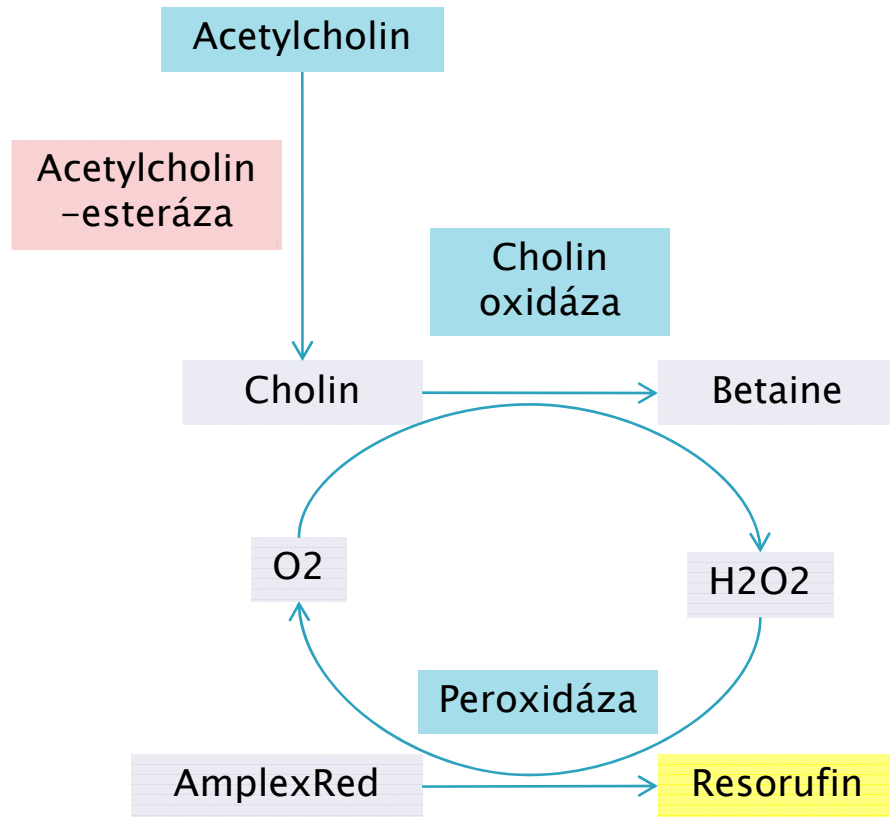 Acetylcholin
Acetylcholin
-esteráza
Cholin
oxidáza
Cholin
Betaine
O2
H2O2
Peroxidáza
AmplexRed
Resorufin